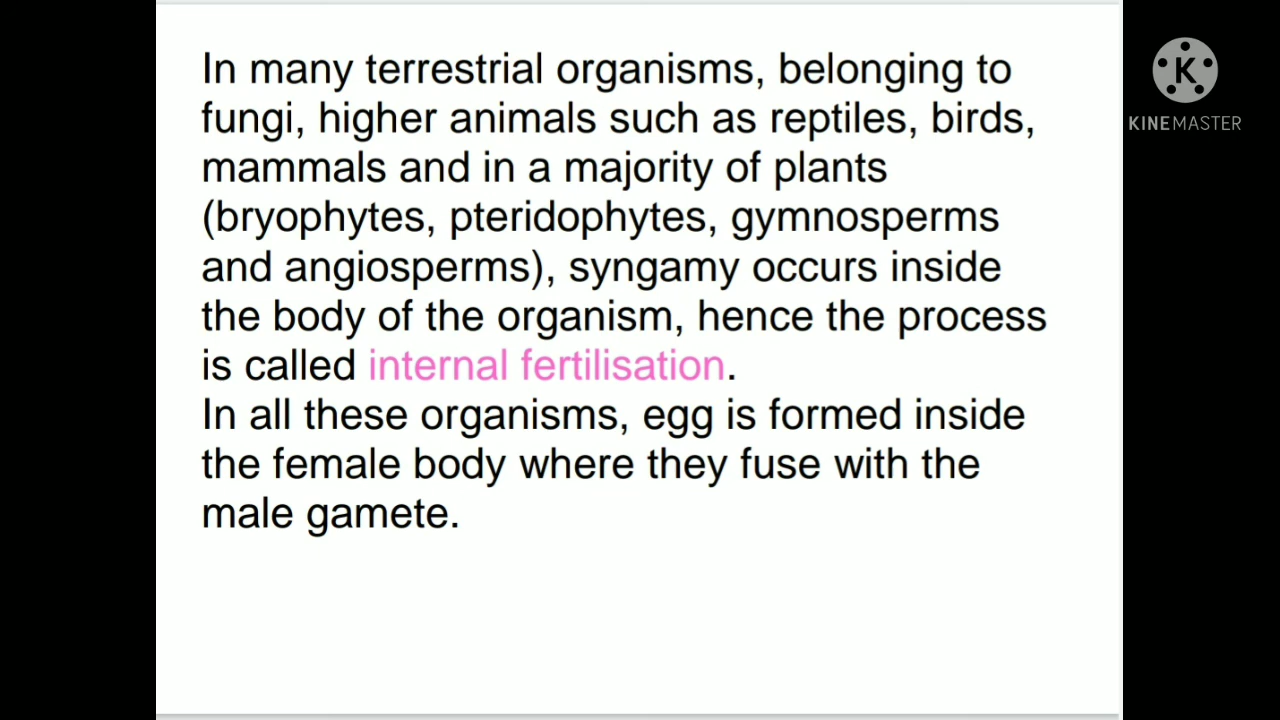 In many terrestrial organisms, belonging to
fungi, higher animals such as reptiles, birds,
mammals and in a majority of plants
(bryophytes, pteridophytes, gymnosperms
and angiosperms), syngamy occurs inside
the body of the organism, hence the process
is called internal fertilisation.
In all these organisms, egg is formed inside
the female body where they fuse with the
male gamete.
K
KINEMASTER